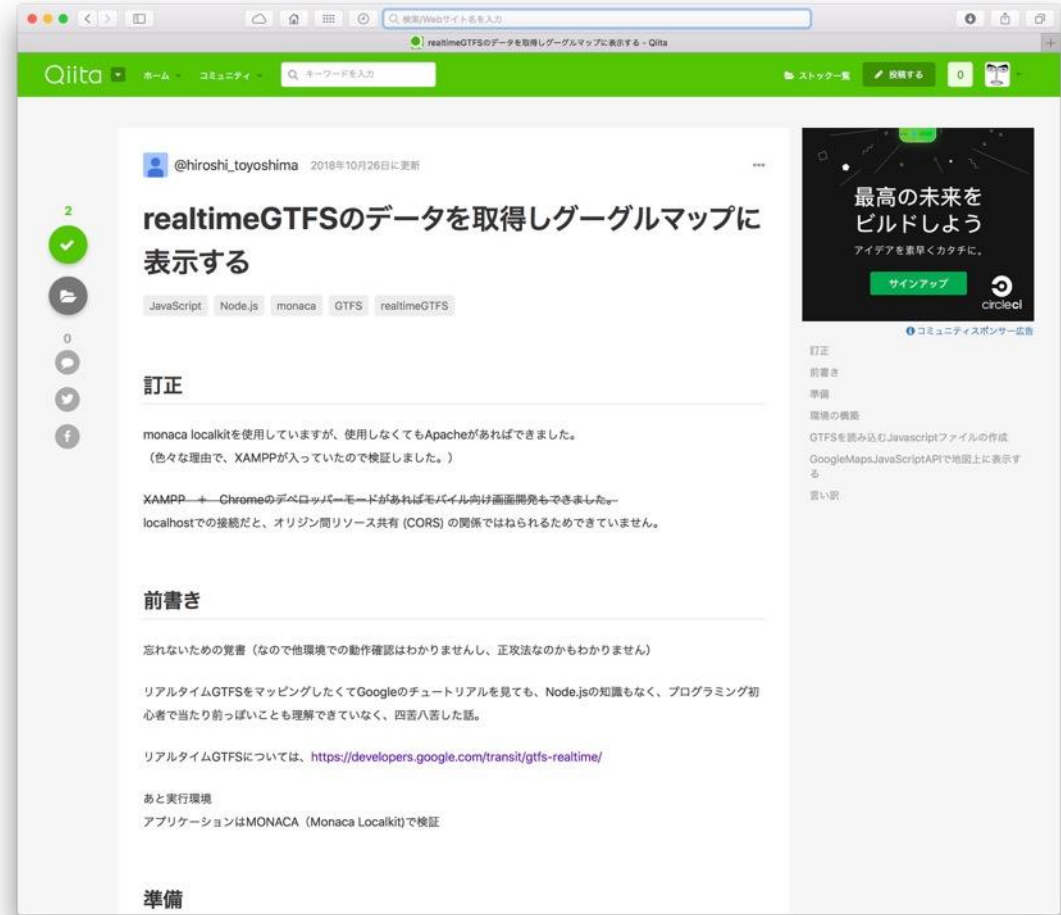 検索/Webサイト名を入力
realtimeGTFSのデータを取得しグーグルマップに表示する - Qiita
Qiita ホーム コミュニティ キーワードを入力 ストック一覧 投稿する 0
@hiroshi_toyoshima 2018年10月26日に更新
2
realtimeGTFSのデータを取得しグーグルマップに
表示する
JavaScript Node.js monaca GTFS realtimeGTFS
0
訂正
monaca localkitを使用していますが、使用しなくてもApacheがあればできました。
（色々な理由で、XAMPPが入っていたので検証しました。）
XAMPP　+　Chromeのデベロッパーモードがあればモバイル向け画面開発もできました。
localhostでの接続だと、オリジン間リソース共有 (CORS) の関係ではねられるためできていません。
前書き
忘れないための覚書（なので他環境での動作確認はわかりませんし、正攻法なのかもわかりません）
リアルタイムGTFSをマッピングしたくてGoogleのチュートリアルを見ても、Node.jsの知識もなく、プログラミング初
心者で当たり前っぽいことも理解できていなく、四苦八苦した話。
リアルタイムGTFSについては、https://developers.google.com/transit/gtfs-realtime/
あと実行環境
アプリケーションはMONACA（Monaca Localkit)で検証
準備
最高の未来を
ビルドしよう
アイデアを素早くカタチに。
サインアップ
circleci
コミュニティスポンサー広告
訂正
前書き
準備
環境の構築
GTFSを読み込むJavascriptファイルの作成
GoogleMapsJavaScriptAPIで地図上に表示す
る
言い訳